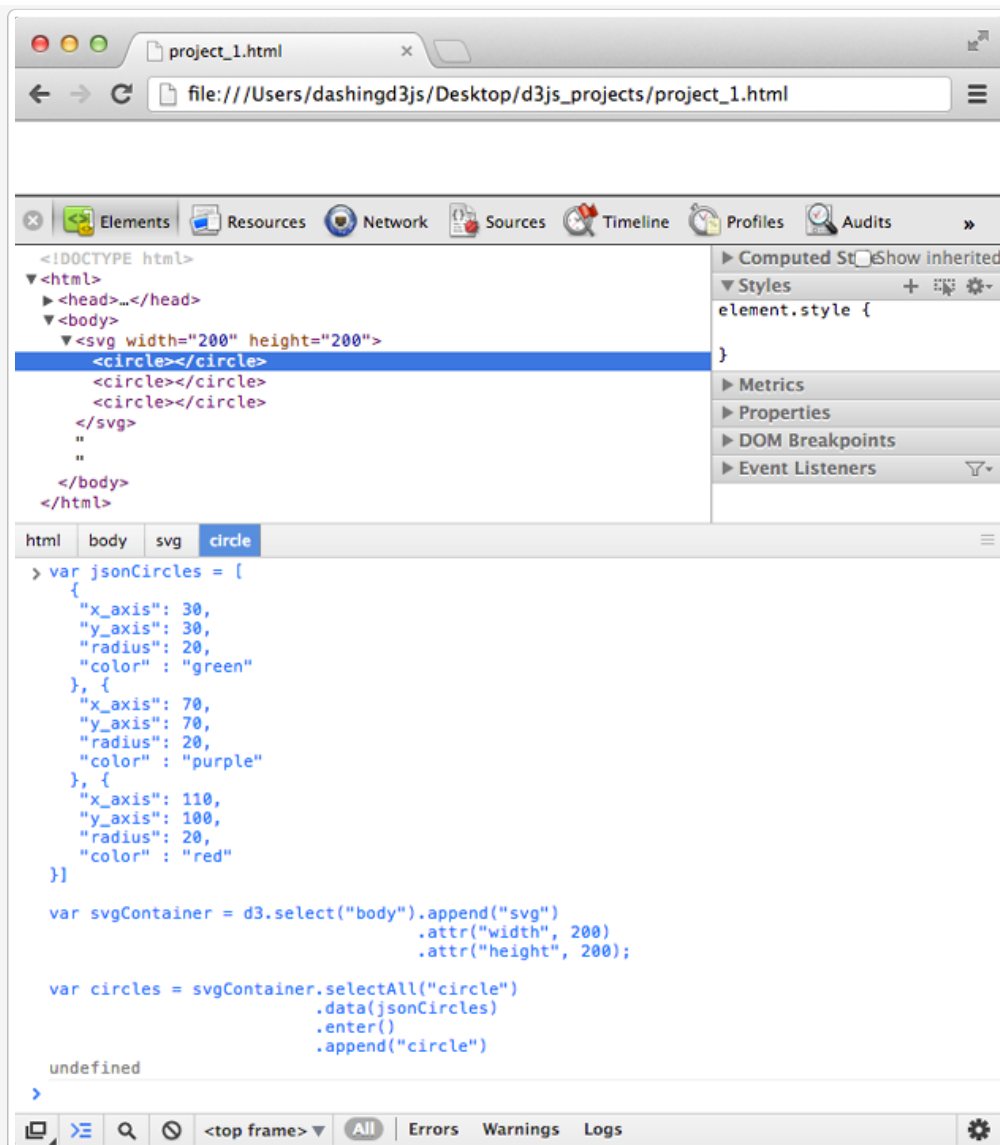 project_1.html
file:///Users/dashingd3js/Desktop/d3js_projects/project_1.html
Elements Resources Network Sources Timeline Profiles Audits »
<!DOCTYPE html>
▼<html>
▶<head>…</head>
▼<body>
▼<svg width="200" height="200">
<circle></circle>
<circle></circle>
<circle></circle>
</svg>
"
"
</body>
</html>
▶ Computed St Show inherited
▼ Styles
element.style {
}
▶ Metrics
▶ Properties
▶ DOM Breakpoints
▶ Event Listeners
html body svg circle
> var jsonCircles = [
{
"x_axis": 30,
"y_axis": 30,
"radius": 20,
"color" : "green"
}, {
"x_axis": 70,
"y_axis": 70,
"radius": 20,
"color" : "purple"
}, {
"x_axis": 110,
"y_axis": 100,
"radius": 20,
"color" : "red"
}]
var svgContainer = d3.select("body").append("svg")
.attr("width", 200)
.attr("height", 200);
var circles = svgContainer.selectAll("circle")
.data(jsonCircles)
.enter()
.append("circle")
undefined
>
<top frame> ▼ All Errors Warnings Logs